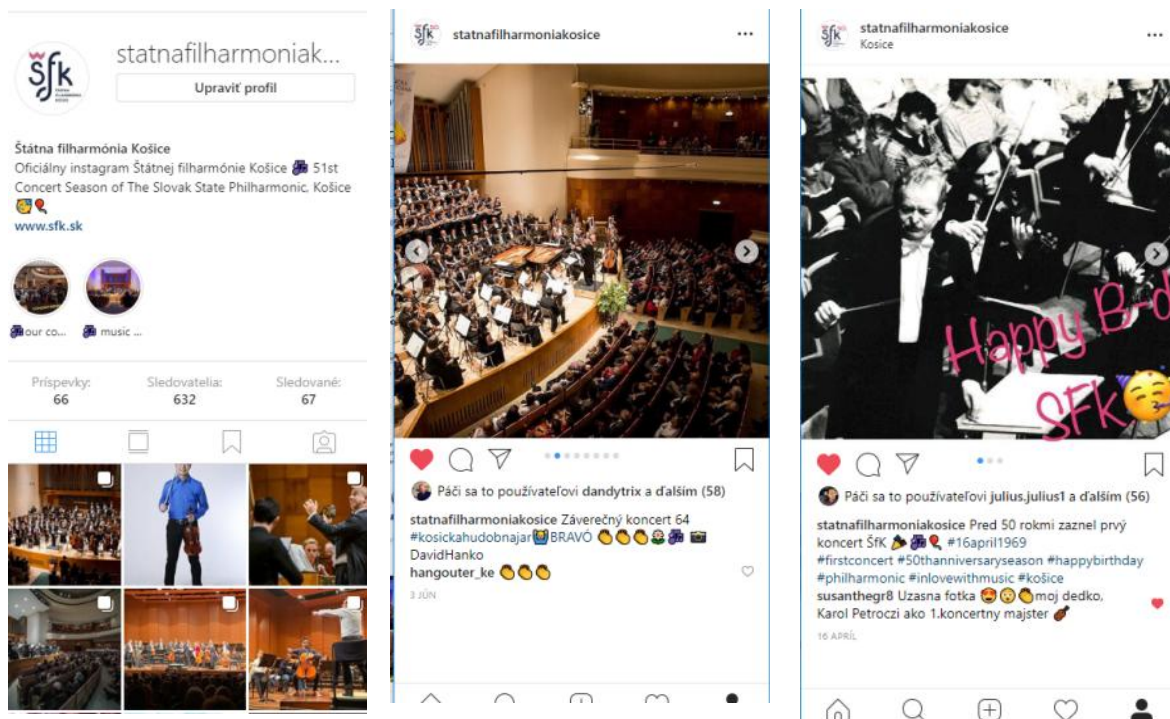 Šfk
statnafilharmoniak...
Upraviť profil
Štátna filharmónia Košice
Oficiálny instagram Štátnej filharmónie Košice 🎻 51st
Concert Season of The Slovak State Philharmonic, Košice
www.sfk.sk
our co...
music ...
Príspevky:
66
Sledovatelia:
632
Sledované:
67
Šfk
statnafilharmoniakosice
Páči sa to používateľovi dandytrix a ďalším (58)
statnafilharmoniakosice Záverečný koncert 64
#kosickahudobnajar BRAVÓ 👏👏👏
DavidHanko
hangouter_ke 👏👏👏
3 JÚN
Šfk
statnafilharmoniakosice
Kosice
Happy B-d
SFk
Páči sa to používateľovi julius.julius1 a ďalším (56)
statnafilharmoniakosice Pred 50 rokmi zaznel prvý
koncert ŠfK 🎉 #16april1969
#firstconcert #50thanniversaryseason #happybirthday
#philharmonic #inlovewithmusic #košice
susanthegr8 Uzasna fotka 😍😲👏moj dedko,
Karol Petroczi ako 1.koncertny majster 🎻
16 APRÍL